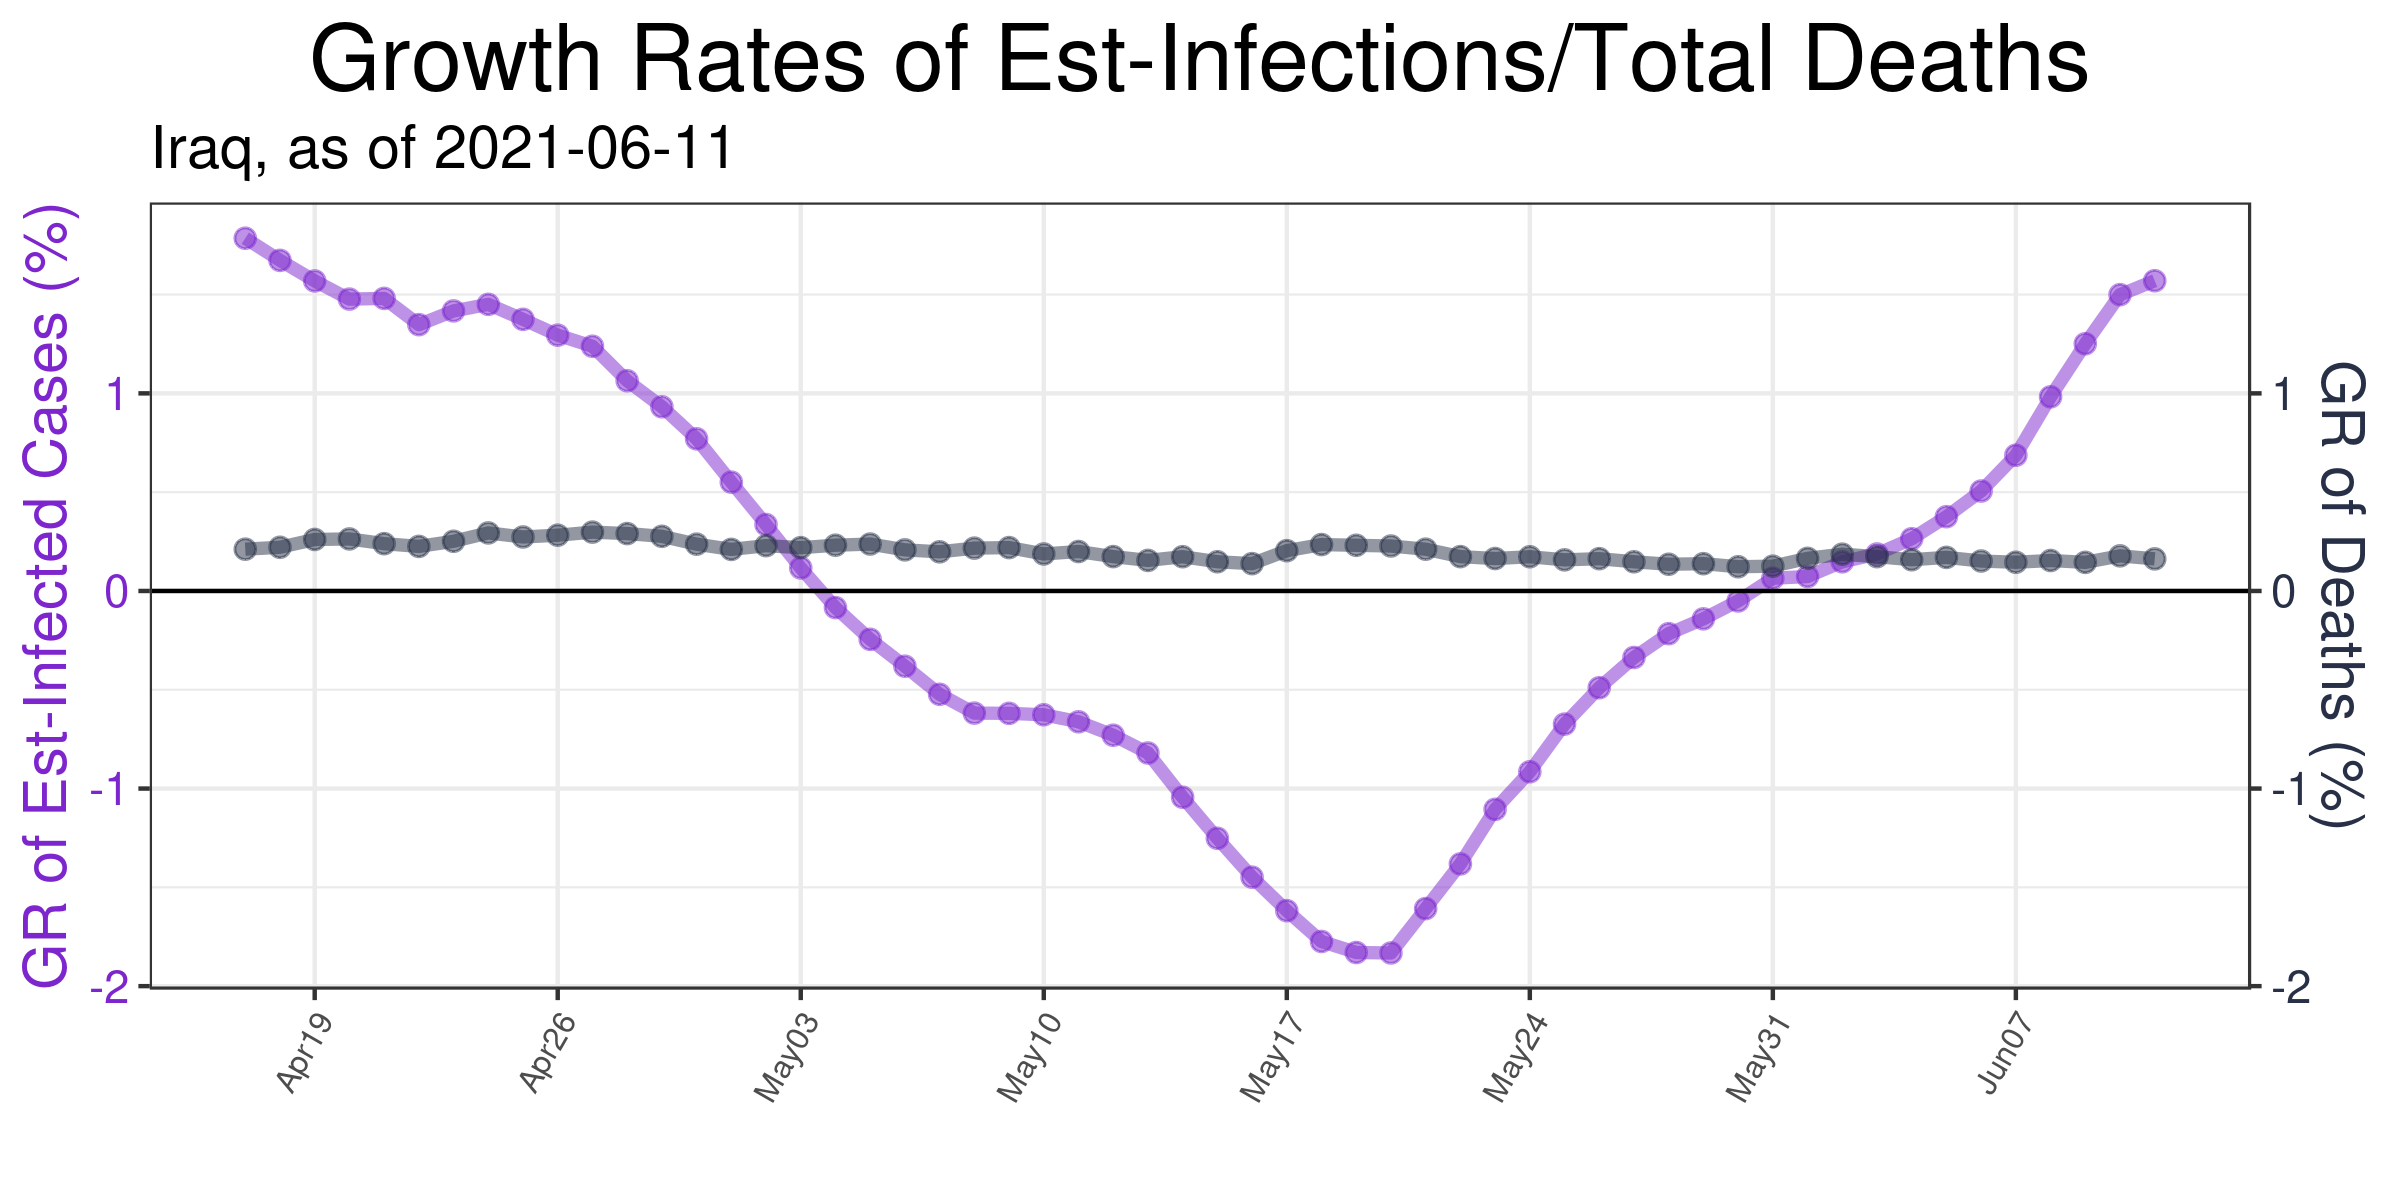 Growth Rates of Est-Infections/Total Deaths
Iraq, as of 2021-06-11
GR of Est-Infected Cases (%)
1
0
-1
-2
1
0
-1
-2
GR of Deaths (%)
Apr19
Apr26
May03
May10
May17
May24
May31
Jun07